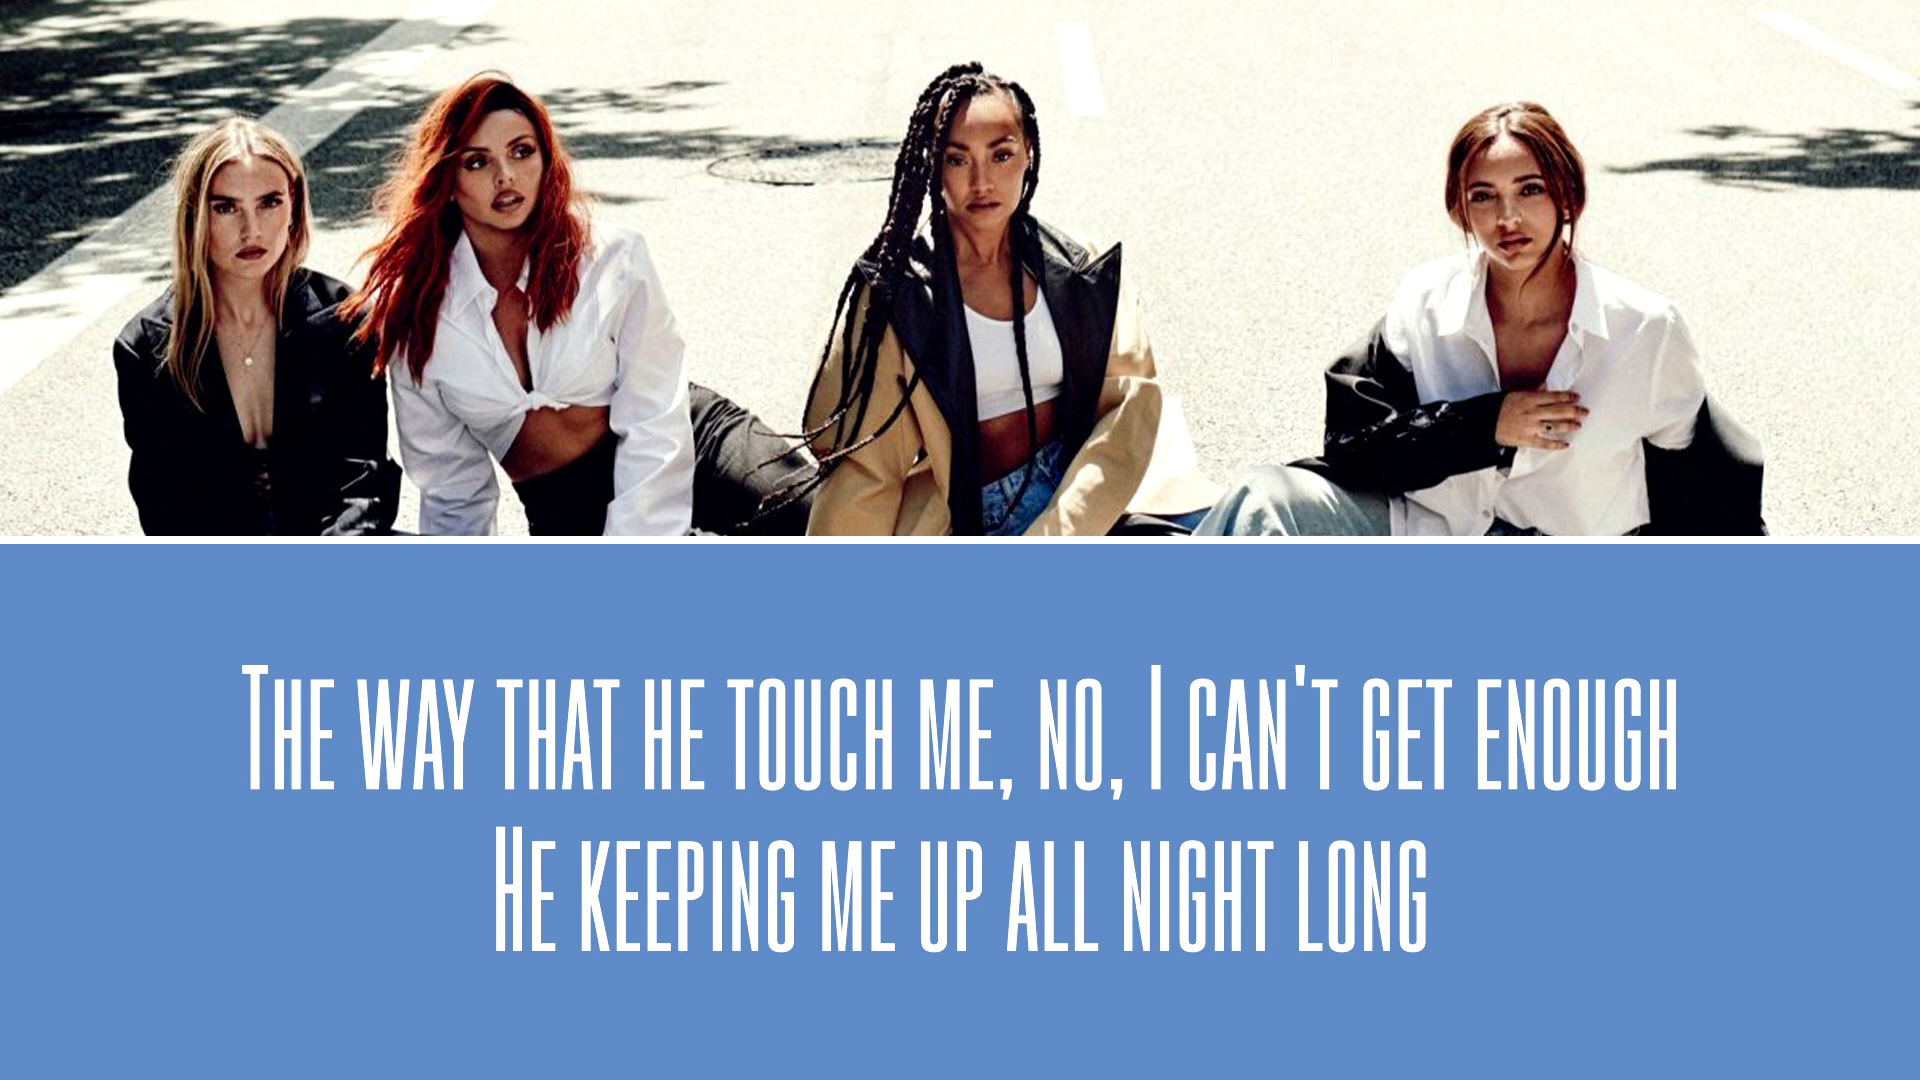 The way that he touch me, no, I can't get enough
He keeping me up all night long